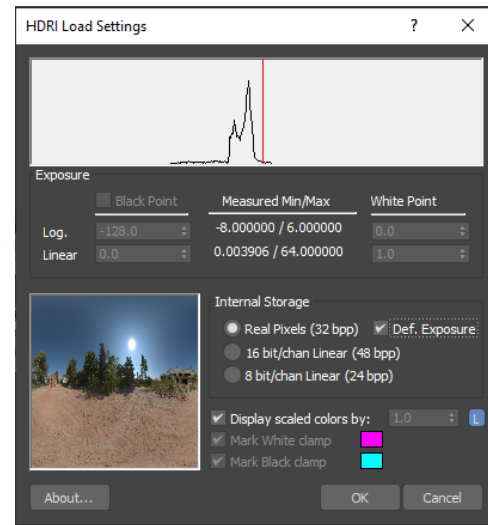 HDRI Load Settings ? ×
Exposure
Black Point Measured Min/Max White Point
Log. -128.0 -8.000000 / 6.000000 0.0
Linear 0.0 0.003906 / 64.000000 1.0
Internal Storage
Real Pixels (32 bpp) Def. Exposure
16 bit/chan Linear (48 bpp)
8 bit/chan Linear (24 bpp)
Display scaled colors by: 1.0 L
Mark White clamp
Mark Black clamp
About... OK Cancel